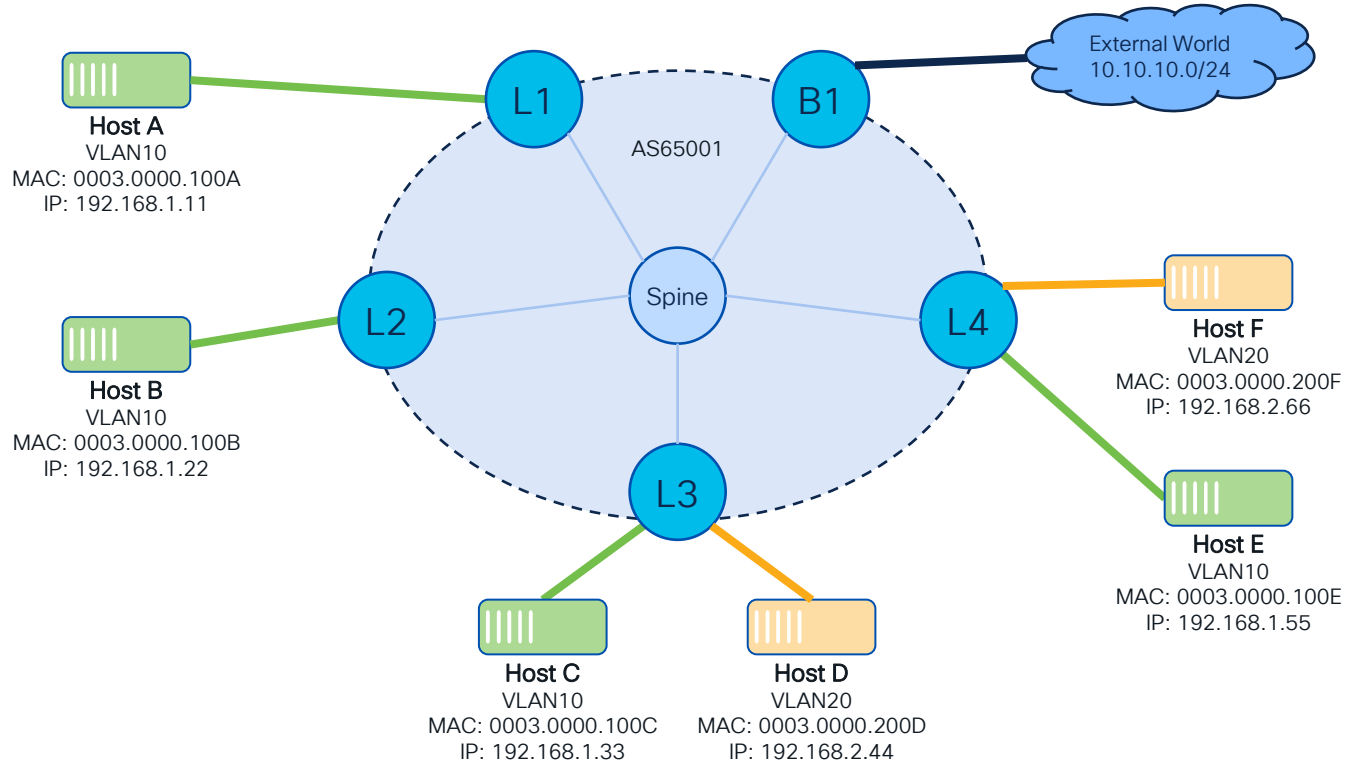 External World
10.10.10.0/24
L1
B1
AS65001
Host A
VLAN10
MAC: 0003.0000.100A
IP: 192.168.1.11
Spine
L2
L4
Host B
VLAN10
MAC: 0003.0000.100B
IP: 192.168.1.22
Host F
VLAN20
MAC: 0003.0000.200F
IP: 192.168.2.66
L3
Host E
VLAN10
MAC: 0003.0000.100E
IP: 192.168.1.55
Host C
VLAN10
MAC: 0003.0000.100C
IP: 192.168.1.33
Host D
VLAN20
MAC: 0003.0000.200D
IP: 192.168.2.44